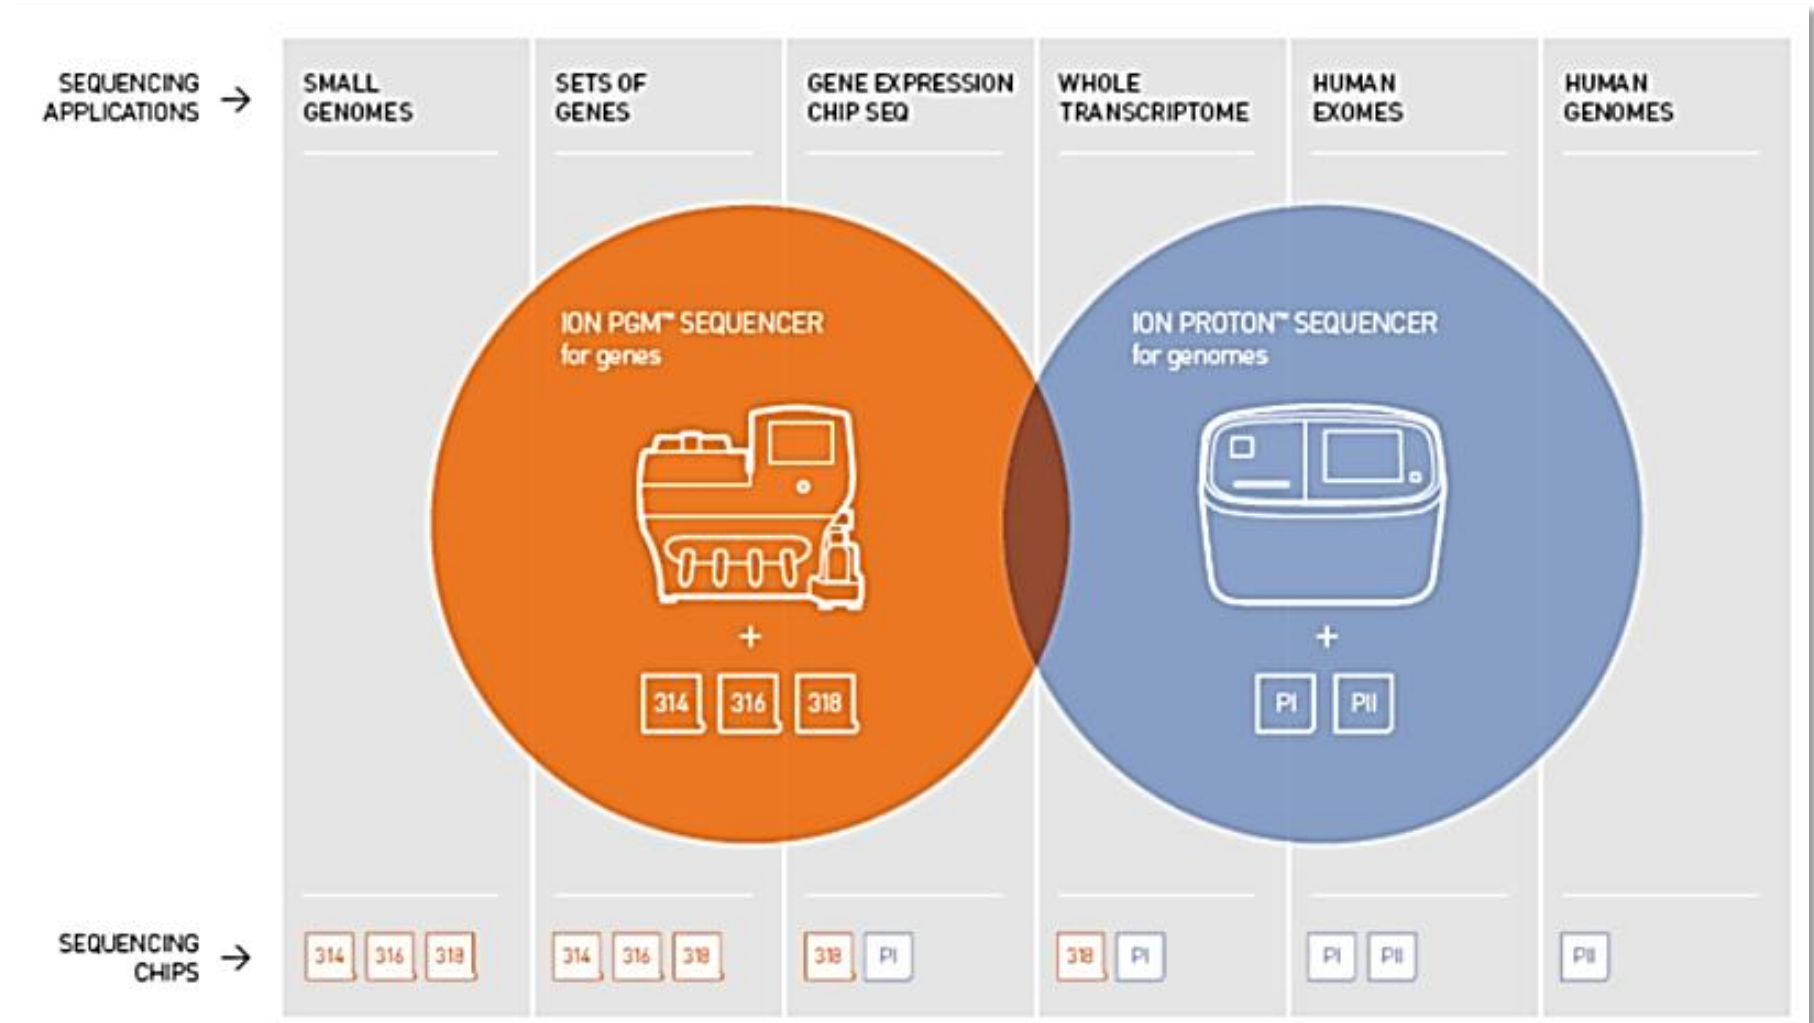 SEQUENCING
APPLICATIONS →
SMALL
GENOMES
SETS OF
GENES
GENE EXPRESSION
CHIP SEQ
WHOLE
TRANSCRIPTOME
HUMAN
EXOMES
HUMAN
GENOMES
ION PGM™ SEQUENCER
for genes
+
314 316 318
ION PROTON™ SEQUENCER
for genomes
+
PI PII
SEQUENCING
CHIPS →
314 316 318
314 316 318
318 PI
318 PI
PI PII
PII